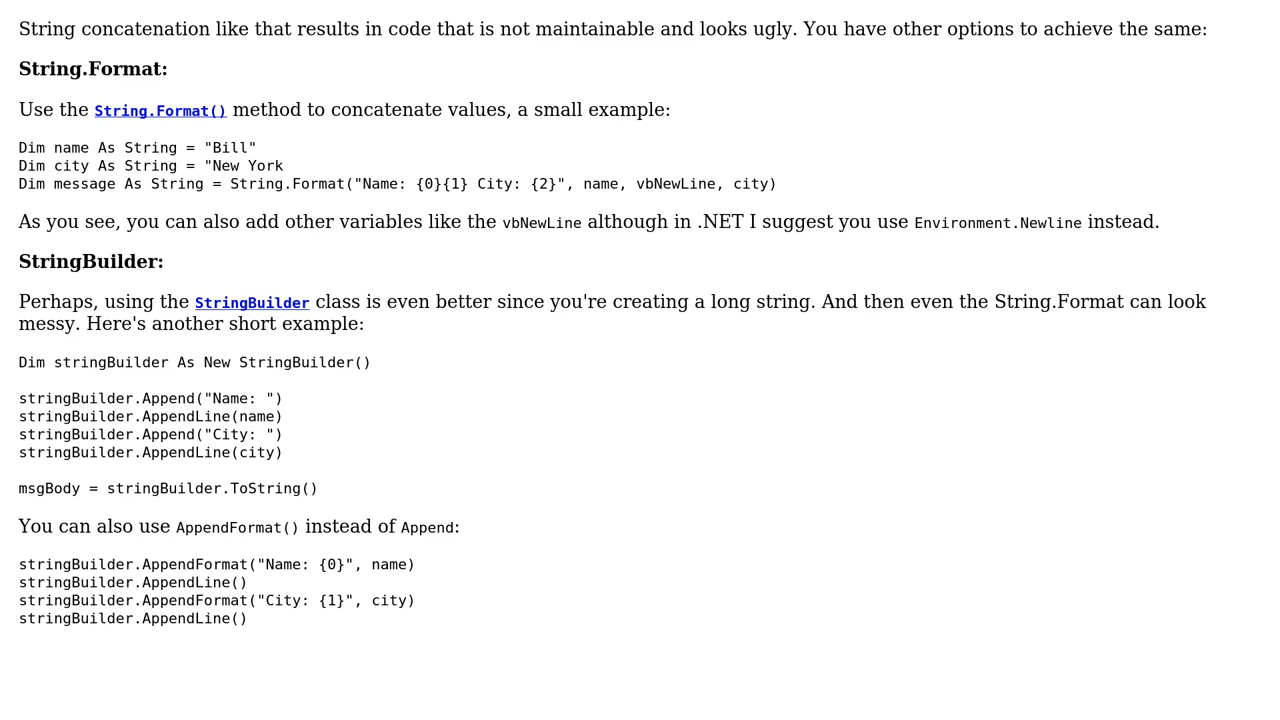 String concatenation like that results in code that is not maintainable and looks ugly. You have other options to achieve the same:
String.Format:
Use the String.Format() method to concatenate values, a small example:
Dim name As String = "Bill"
Dim city As String = "New York
Dim message As String = String.Format("Name: {0}{1} City: {2}", name, vbNewLine, city)
As you see, you can also add other variables like the vbNewLine although in .NET I suggest you use Environment.Newline instead.
StringBuilder:
Perhaps, using the StringBuilder class is even better since you're creating a long string. And then even the String.Format can look
messy. Here's another short example:
Dim stringBuilder As New StringBuilder()
stringBuilder.Append("Name: ")
stringBuilder.AppendLine(name)
stringBuilder.Append("City: ")
stringBuilder.AppendLine(city)
msgBody = stringBuilder.ToString()
You can also use AppendFormat() instead of Append:
stringBuilder.AppendFormat("Name: {0}", name)
stringBuilder.AppendLine()
stringBuilder.AppendFormat("City: {1}", city)
stringBuilder.AppendLine()